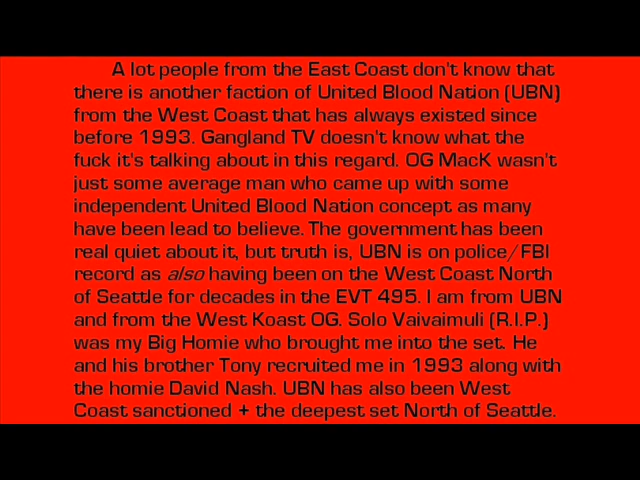 A lot people from the East Coast don't know that
there is another faction of United Blood Nation (UBN)
from the West Coast that has always existed since
before 1993. Gangland TV doesn't know what the
fuck it's talking about in this regard. OG MacK wasn't
just some average man who came up with some
independent United Blood Nation concept as many
have been lead to believe. The government has been
real quiet about it, but truth is, UBN is on police/FBI
record as also having been on the West Coast North
of Seattle for decades in the EVT 495. I am from UBN
and from the West Koast OG. Solo Vaivaimuli (R.I.P.)
was my Big Homie who brought me into the set. He
and his brother Tony recruited me in 1993 along with
the homie David Nash. UBN has also been West
Coast sanctioned + the deepest set North of Seattle.